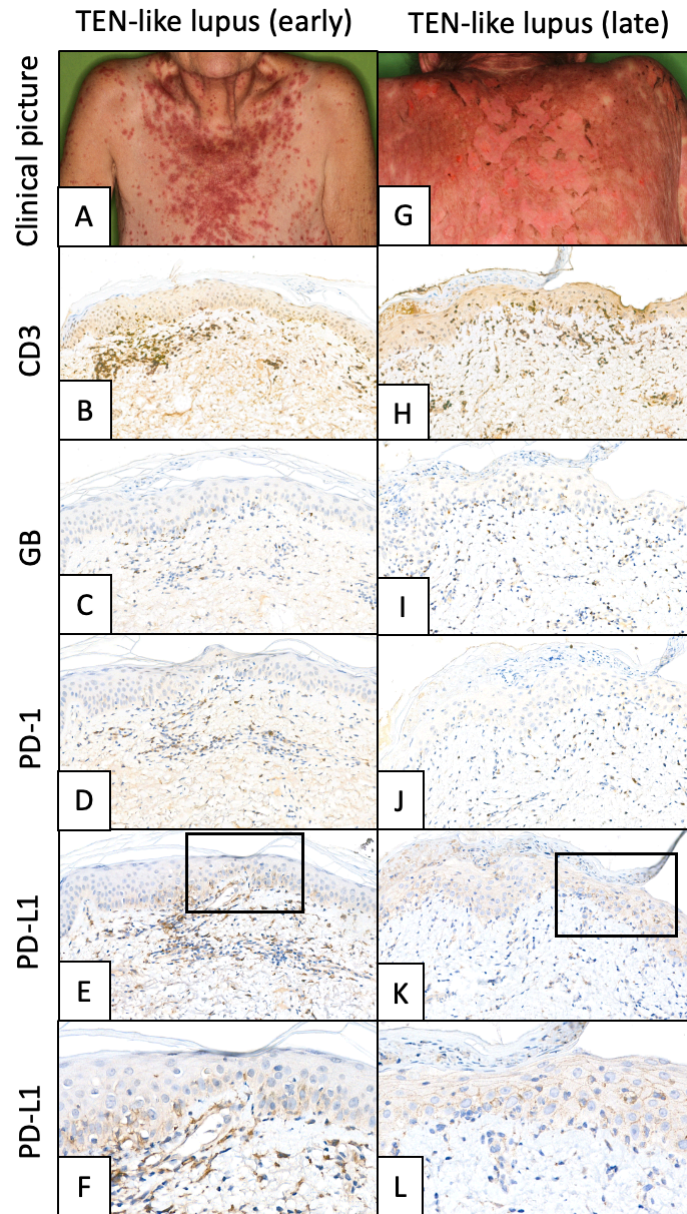 TEN-like lupus (early)
TEN-like lupus (late)
Clinical picture
A
G
CD3
B
H
GB
C
I
PD-1
D
J
PD-L1
E
K
PD-L1
F
L